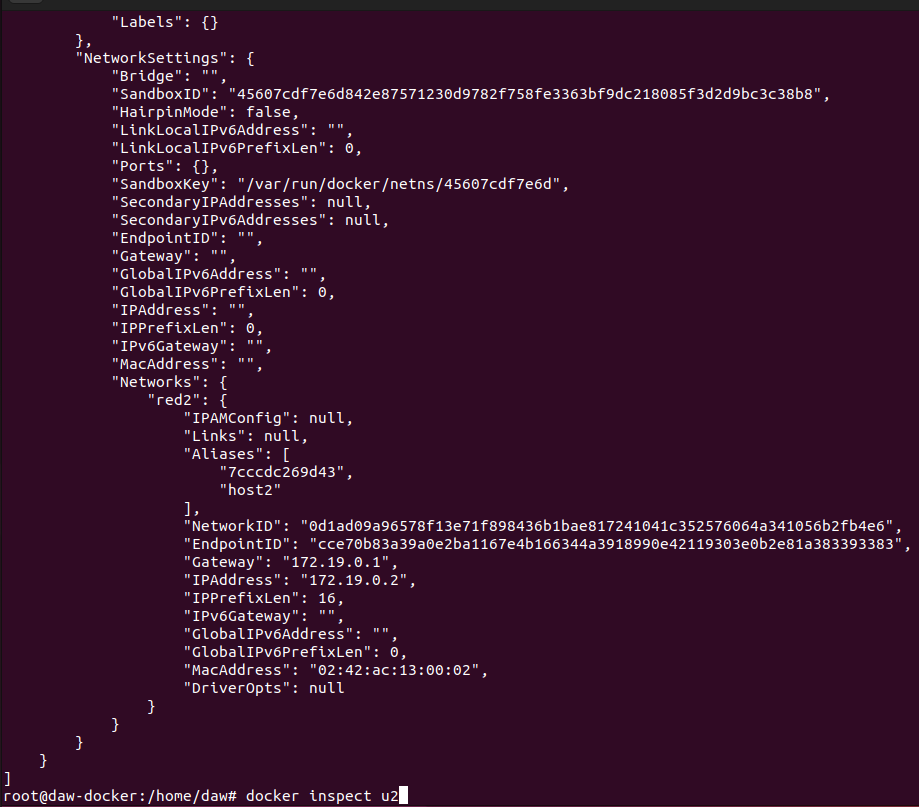 "Labels": {}
        },
        "NetworkSettings": {
            "Bridge": "",
            "SandboxID": "45607cdf7e6d842e87571230d9782f758fe3363bf9dc218085f3d2d9bc3c38b8",
            "HairpinMode": false,
            "LinkLocalIPv6Address": "",
            "LinkLocalIPv6PrefixLen": 0,
            "Ports": {},
            "SandboxKey": "/var/run/docker/netns/45607cdf7e6d",
            "SecondaryIPAddresses": null,
            "SecondaryIPv6Addresses": null,
            "EndpointID": "",
            "Gateway": "",
            "GlobalIPv6Address": "",
            "GlobalIPv6PrefixLen": 0,
            "IPAddress": "",
            "IPPrefixLen": 0,
            "IPv6Gateway": "",
            "MacAddress": "",
            "Networks": {
                "red2": {
                    "IPAMConfig": null,
                    "Links": null,
                    "Aliases": [
                        "7cccdc269d43",
                        "host2"
                    ],
                    "NetworkID": "0d1ad09a96578f13e71f898436b1bae817241041c352576064a341056b2fb4e6",
                    "EndpointID": "cce70b83a39a0e2ba1167e4b166344a3918990e42119303e0b2e81a383393383",
                    "Gateway": "172.19.0.1",
                    "IPAddress": "172.19.0.2",
                    "IPPrefixLen": 16,
                    "IPv6Gateway": "",
                    "GlobalIPv6Address": "",
                    "GlobalIPv6PrefixLen": 0,
                    "MacAddress": "02:42:ac:13:00:02",
                    "DriverOpts": null
                }
            }
        }
    }
]
root@daw-docker:/home/daw# docker inspect u2